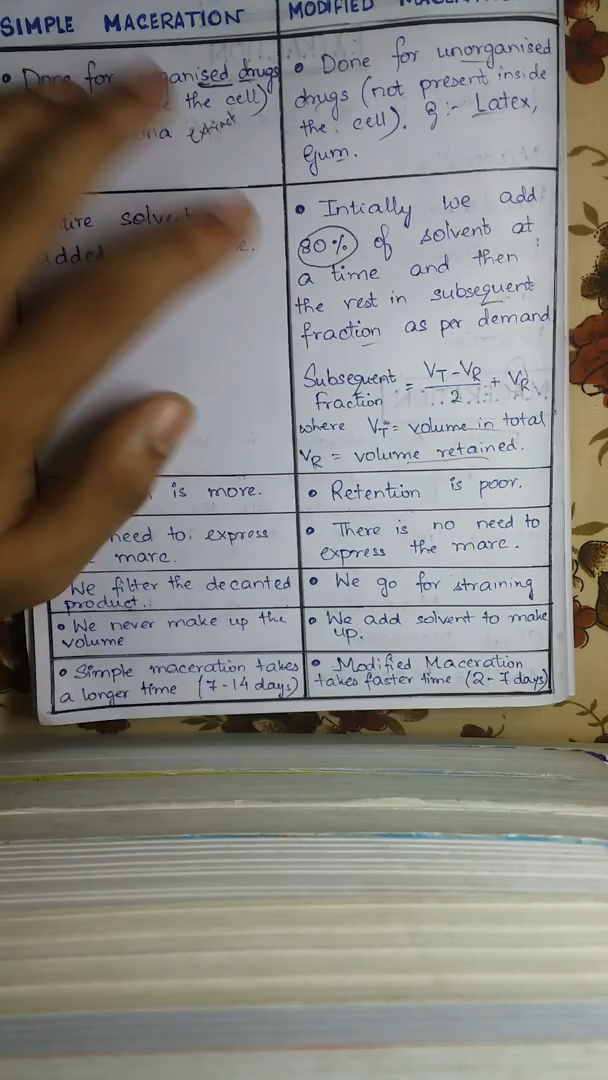 SIMPLE MACERATION
• Done for sed drugs
the cell)
extract
solve
added
is more.
need to express
marc.
We filter the decanted
product.
• We never make up the
volume
• Simple maceration takes
a longer time (7-14 days)
MODIFIED
• Done for unorganised
drugs (not present inside
the cell). Eg:- Latex,
Gum.
• Intially we add
80% of solvent at
a time and then
the rest in subsequent
fraction as per demand
Subsequent fraction = VT-VR / 2 + VR
where VT = volume in total
VR = volume retained.
• Retention is poor.
• There is no need to
express the marc.
• We go for straining
• We add solvent to make
up.
• Modified Maceration
takes faster time (2-7 days)